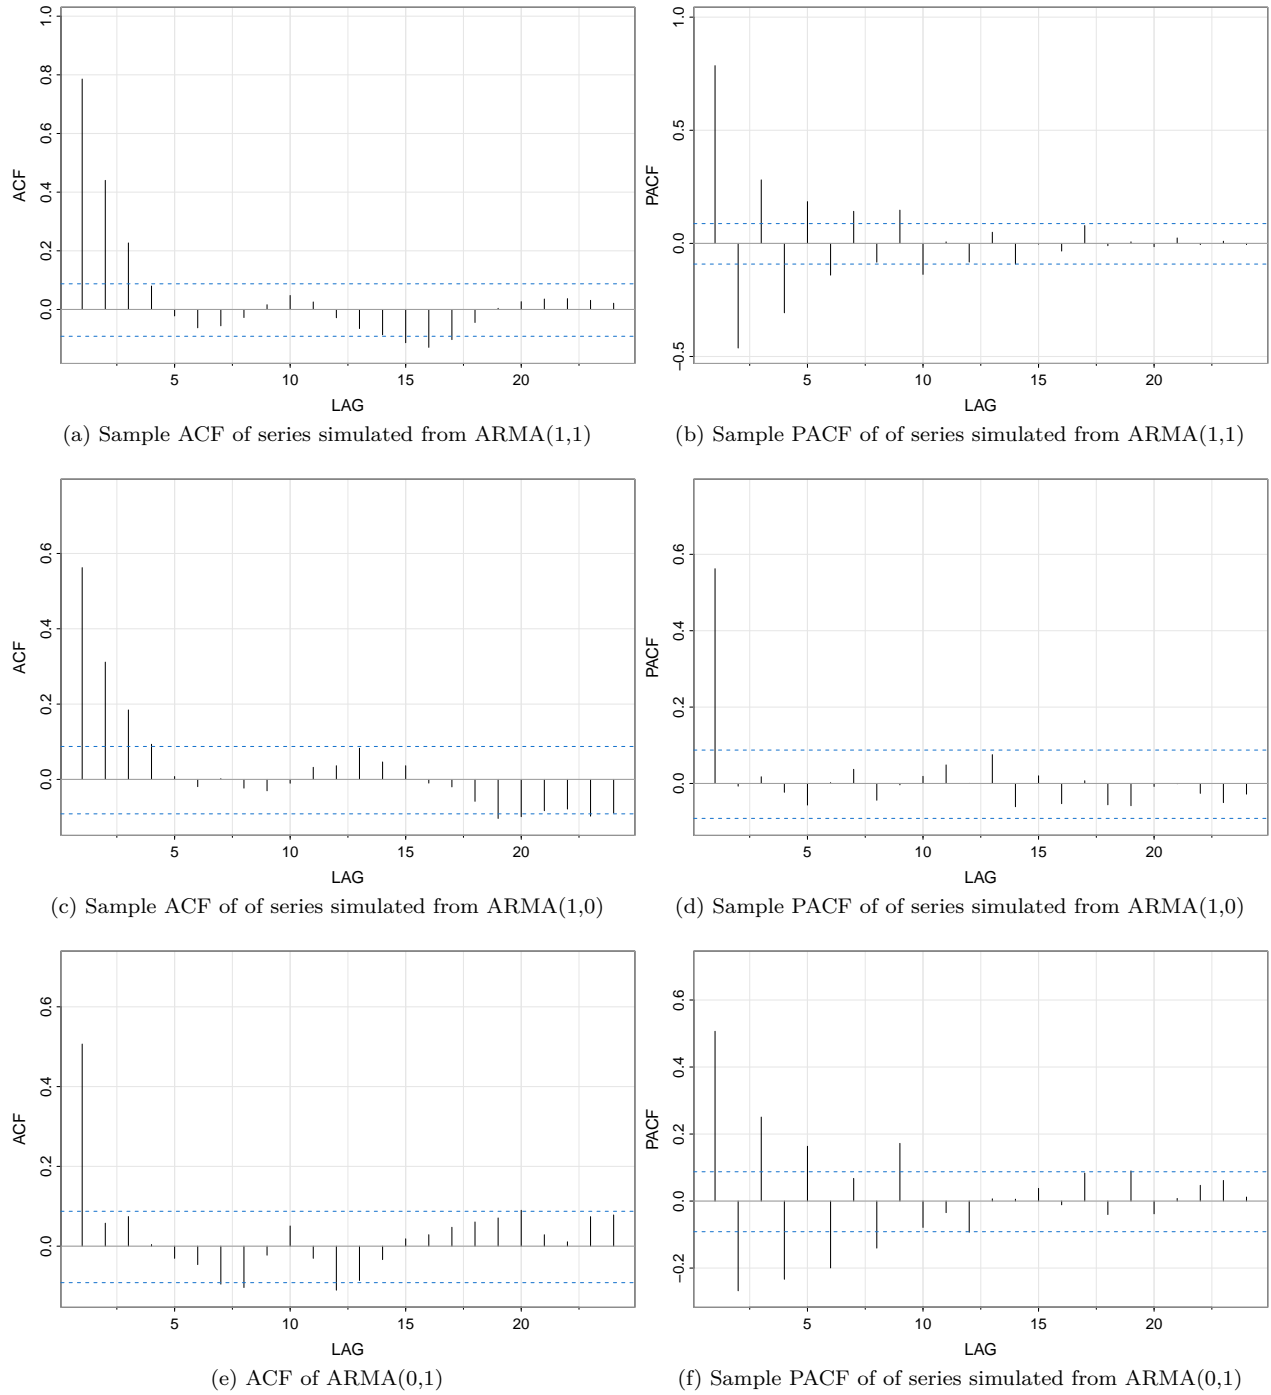 1.0
0.8
0.6
0.4
0.2
0.0
ACF
5 10 15 20
LAG
(a) Sample ACF of series simulated from ARMA(1,1)
1.0
0.5
0.0
−0.5
PACF
5 10 15 20
LAG
(b) Sample PACF of of series simulated from ARMA(1,1)
0.6
0.4
0.2
0.0
ACF
5 10 15 20
LAG
(c) Sample ACF of of series simulated from ARMA(1,0)
0.6
0.4
0.2
0.0
PACF
5 10 15 20
LAG
(d) Sample PACF of of series simulated from ARMA(1,0)
0.6
0.4
0.2
0.0
ACF
5 10 15 20
LAG
(e) ACF of ARMA(0,1)
0.6
0.4
0.2
0.0
−0.2
PACF
5 10 15 20
LAG
(f) Sample PACF of of series simulated from ARMA(0,1)